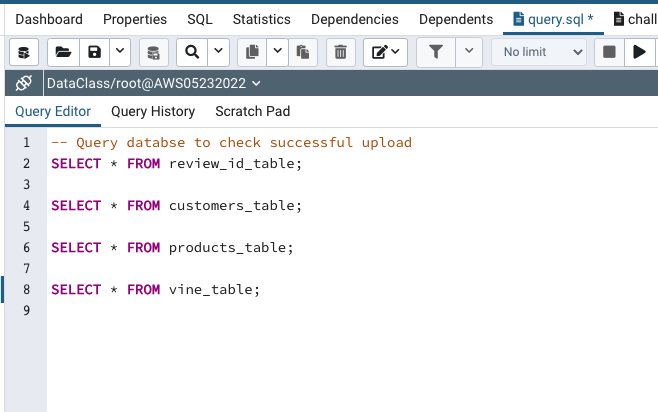 Dashboard Properties SQL Statistics Dependencies Dependents query.sql * chall
No limit
DataClass/root@AWS05232022
Query Editor Query History Scratch Pad
1 -- Query databse to check successful upload
2 SELECT * FROM review_id_table;
3
4 SELECT * FROM customers_table;
5
6 SELECT * FROM products_table;
7
8 SELECT * FROM vine_table;
9